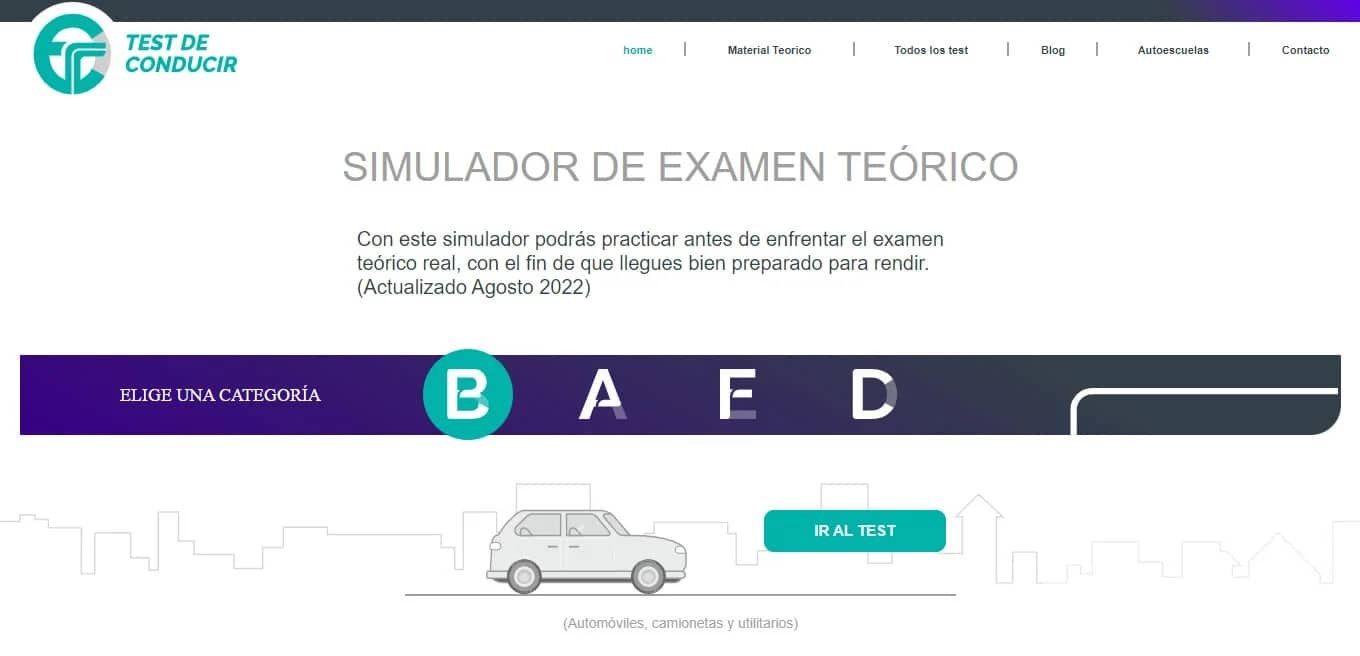 TEST DE
CONDUCIR
home | Material Teorico | Todos los test | Blog | Autoescuelas | Contacto
SIMULADOR DE EXAMEN TEÓRICO
Con este simulador podrás practicar antes de enfrentar el examen
teórico real, con el fin de que llegues bien preparado para rendir.
(Actualizado Agosto 2022)
ELIGE UNA CATEGORÍA B A E D
IR AL TEST
(Automóviles, camionetas y utilitarios)